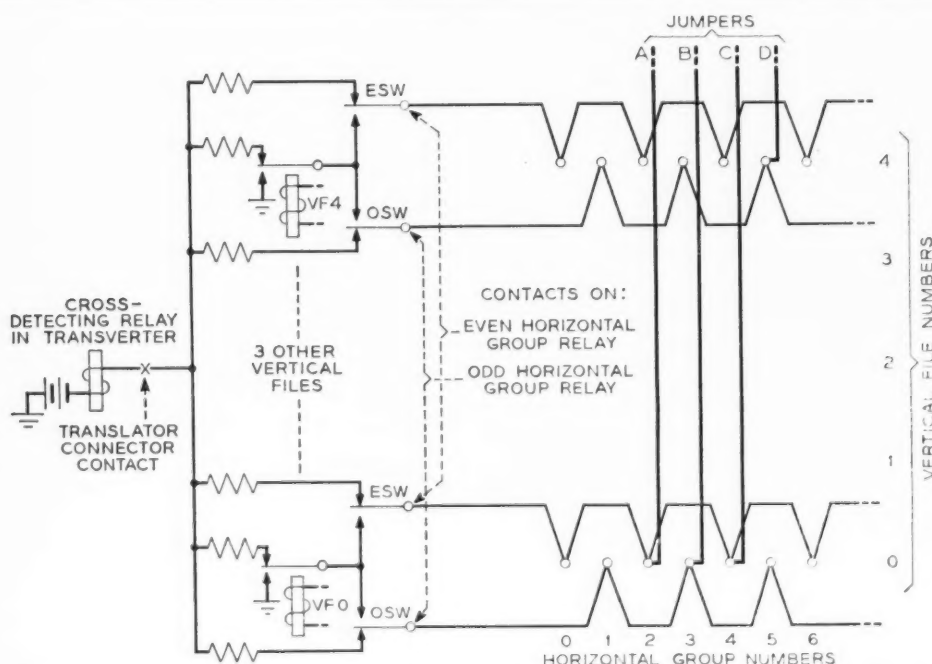 JUMPERS
A B C D
ESW
VF4
OSW
CROSS-
DETECTING RELAY
IN TRANSVERTER
TRANSLATOR
CONNECTOR
CONTACT
3 OTHER
VERTICAL
FILES
CONTACTS ON:
EVEN HORIZONTAL
GROUP RELAY
ODD HORIZONTAL
GROUP RELAY
ESW
VF0
OSW
4
3
2
1
0
VERTICAL FILE NUMBERS
0 1 2 3 4 5 6
HORIZONTAL GROUP NUMBERS